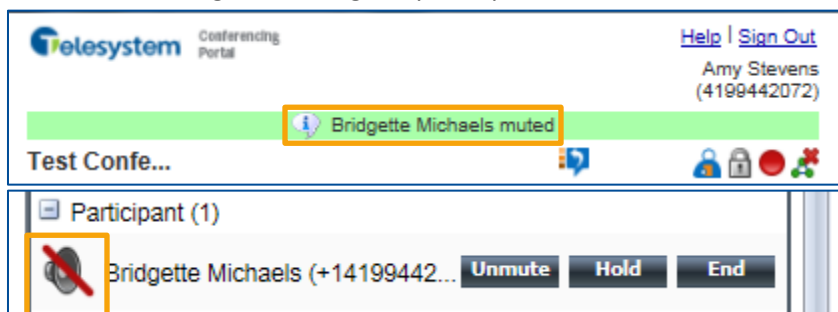 Telesystem Conferencing Portal Help | Sign Out
Amy Stevens
(4199442072)
Bridgette Michaels muted
Test Confe...
Participant (1)
Bridgette Michaels (+14199442... Unmute Hold End